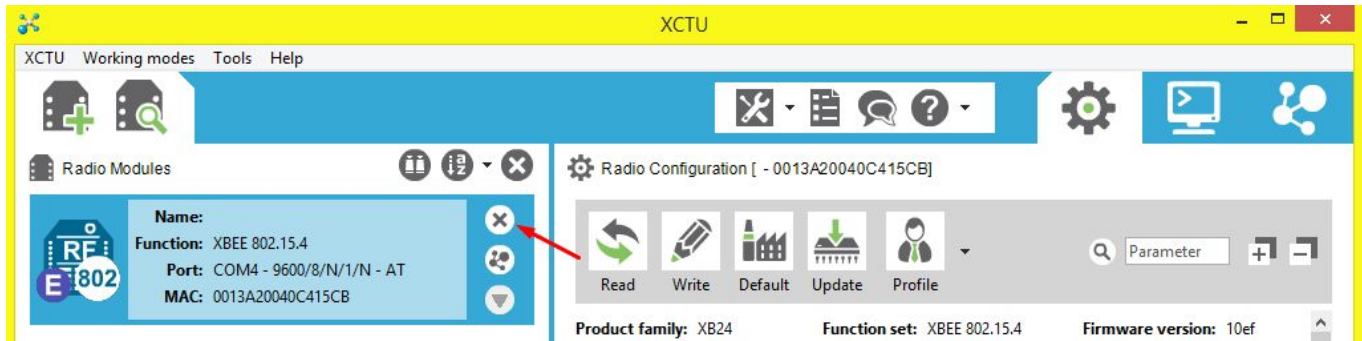 XCTU
XCTU Working modes Tools Help
Radio Modules
Radio Configuration [ - 0013A20040C415CB]
Name:
Function: XBEE 802.15.4
Port: COM4 - 9600/8/N/1/N - AT
MAC: 0013A20040C415CB
RF
E 802
Read Write Default Update Profile
Parameter
Product family: XB24 Function set: XBEE 802.15.4 Firmware version: 10ef